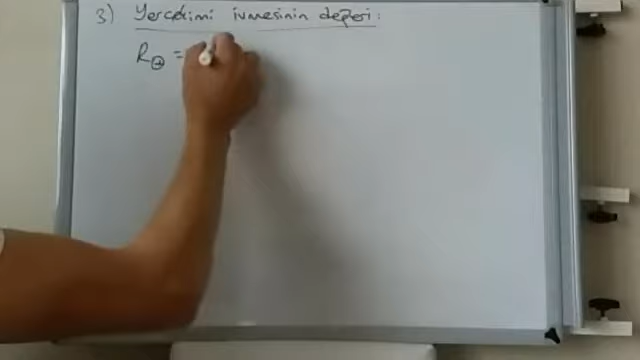 3) Yerçekimi ivmesinin değeri:
R⊕ =